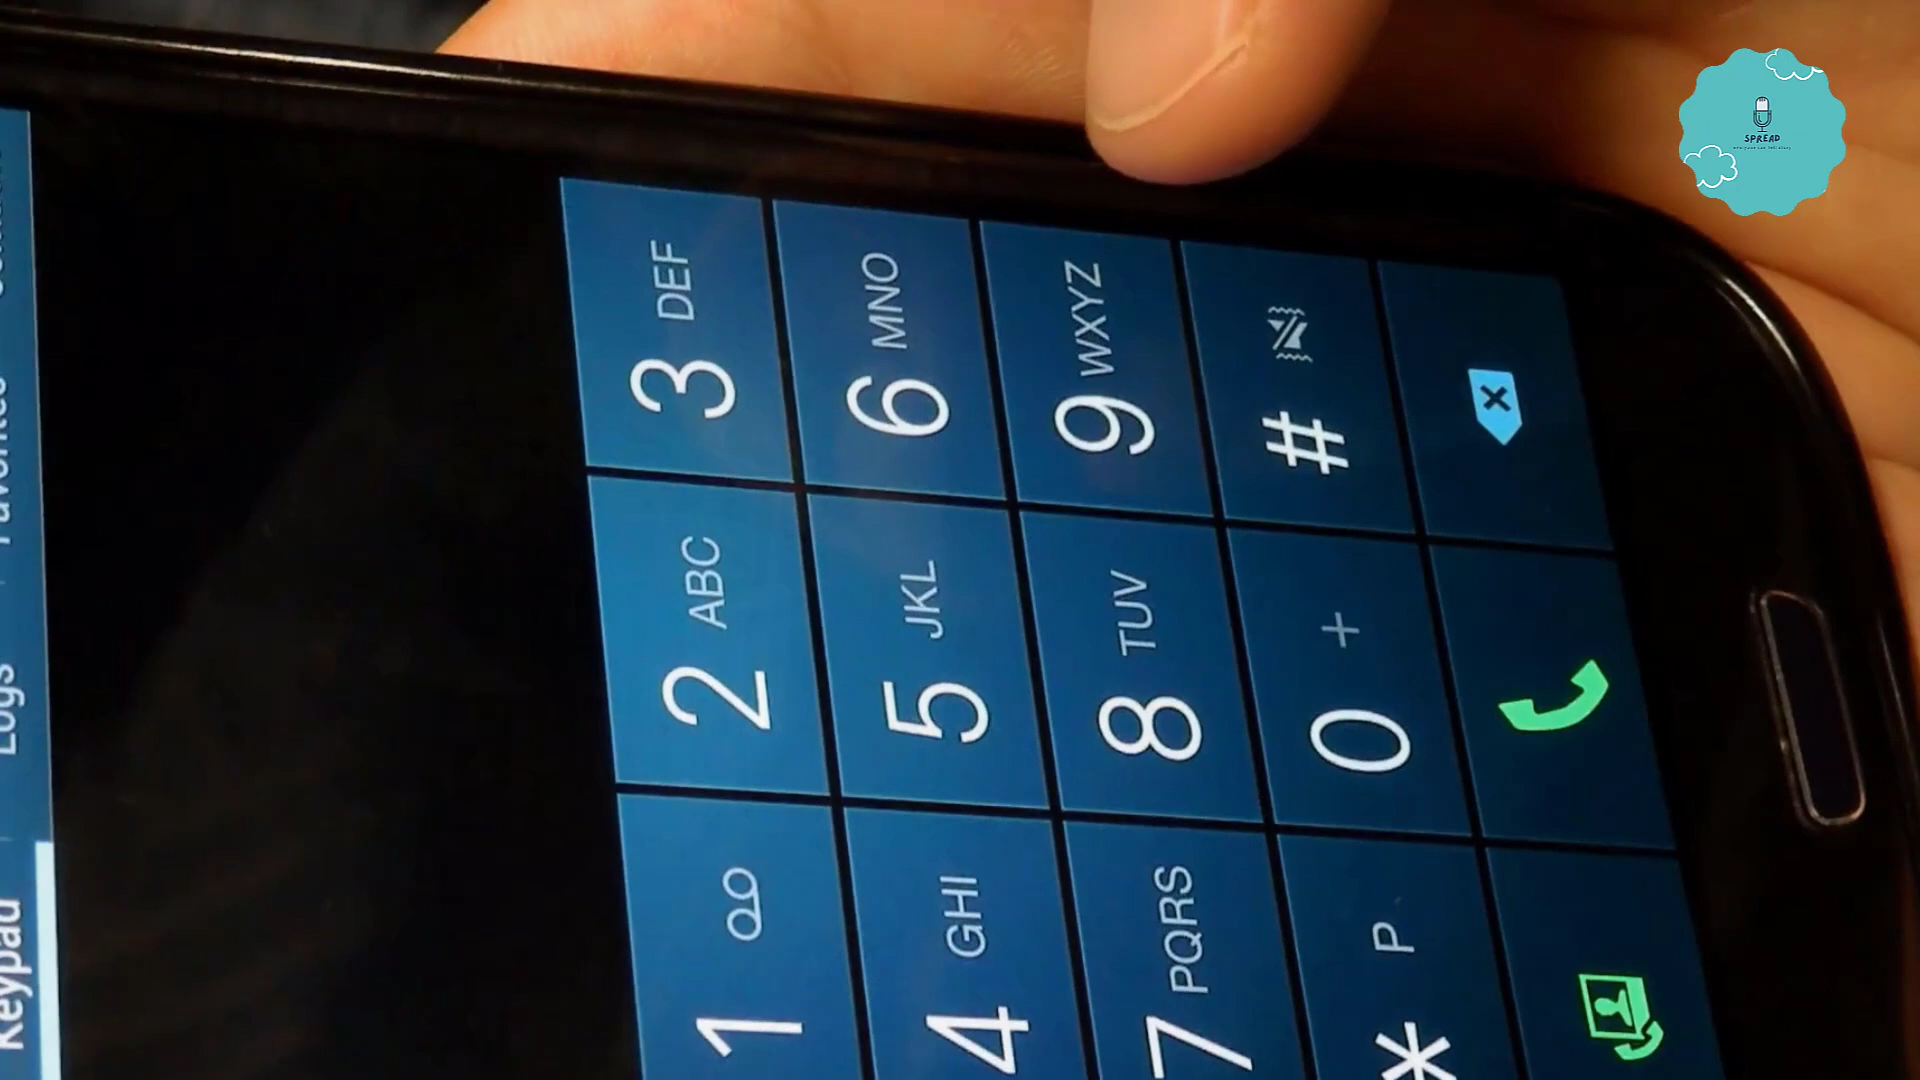 Keypad
Logs
Favorites
1
2 ABC
3 DEF
4 GHI
5 JKL
6 MNO
7 PQRS
8 TUV
9 WXYZ
* P
0 +
#
SPREAD